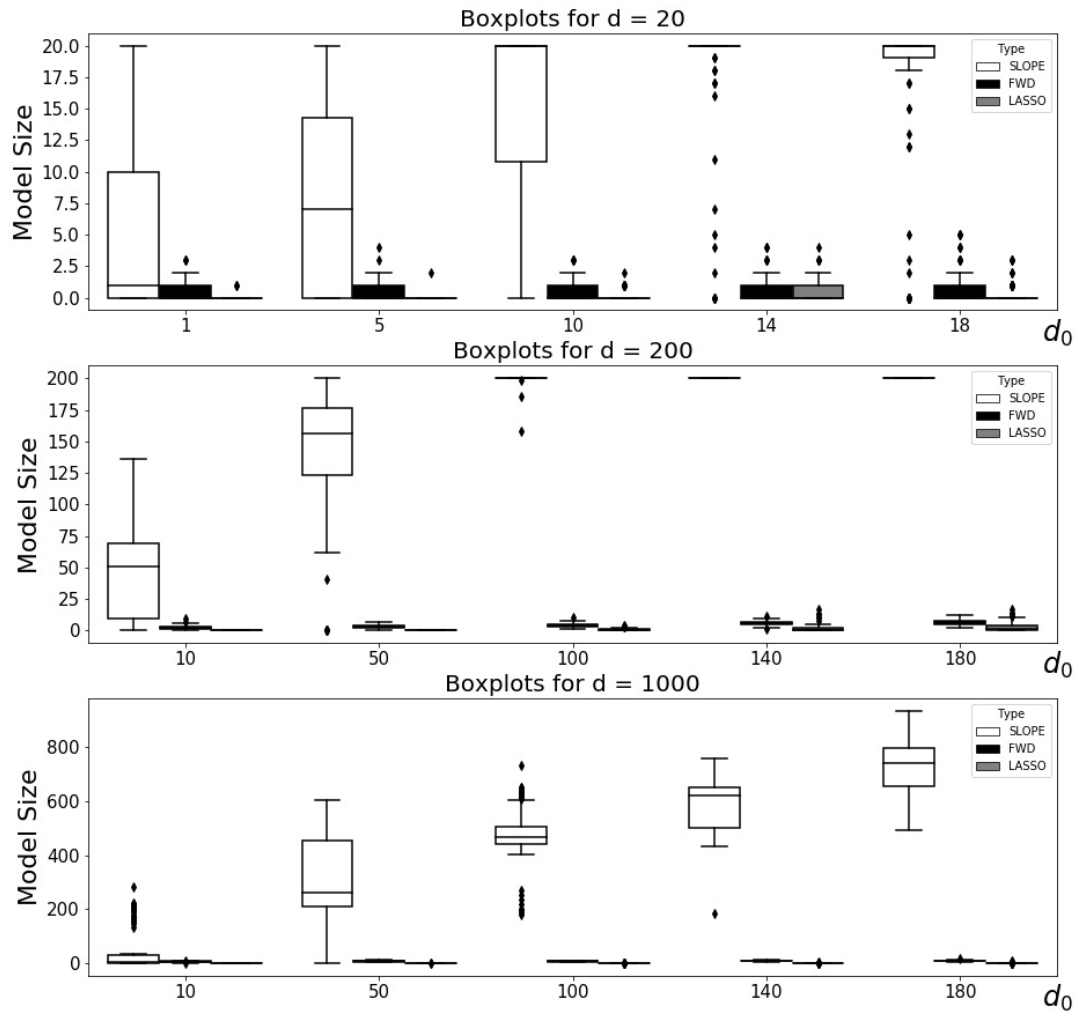 Boxplots for d = 20
Model Size
20.0
17.5
15.0
12.5
10.0
7.5
5.0
2.5
0.0
Type
SLOPE
FWD
LASSO
1 5 10 14 18
d0
Boxplots for d = 200
Model Size
200
175
150
125
100
75
50
25
0
Type
SLOPE
FWD
LASSO
10 50 100 140 180
d0
Boxplots for d = 1000
Model Size
800
600
400
200
0
Type
SLOPE
FWD
LASSO
10 50 100 140 180
d0